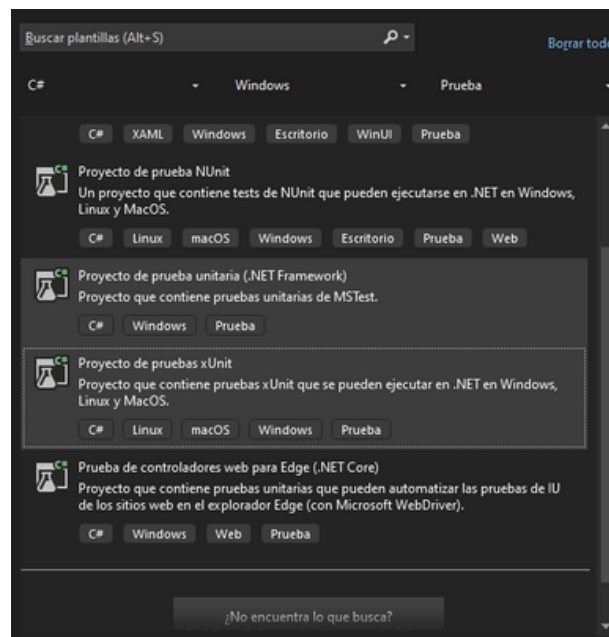 Buscar plantillas (Alt+S)
Borrar todo
C# Windows Prueba
C# XAML Windows Escritorio WinUI Prueba
Proyecto de prueba NUnit
Un proyecto que contiene tests de NUnit que pueden ejecutarse en .NET en Windows,
Linux y MacOS.
C# Linux macOS Windows Escritorio Prueba Web
Proyecto de prueba unitaria (.NET Framework)
Proyecto que contiene pruebas unitarias de MSTest.
C# Windows Prueba
Proyecto de pruebas xUnit
Proyecto que contiene pruebas xUnit que se pueden ejecutar en .NET en Windows,
Linux y MacOS.
C# Linux macOS Windows Prueba
Prueba de controladores web para Edge (.NET Core)
Proyecto que contiene pruebas unitarias que pueden automatizar las pruebas de IU
de los sitios web en el explorador Edge (con Microsoft WebDriver).
C# Windows Web Prueba
¿No encuentra lo que busca?